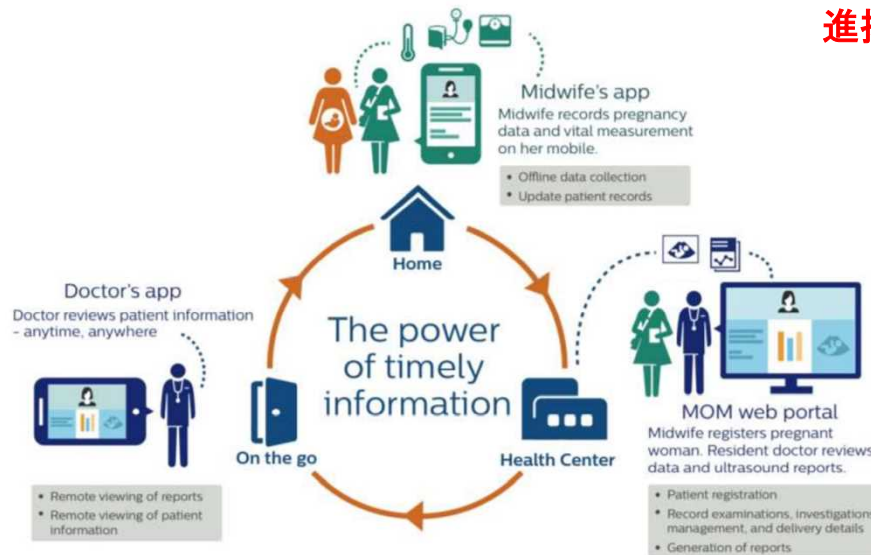 進
Midwife's app
Midwife records pregnancy
data and vital measurement
on her mobile.
• Offline data collection
• Update patient records
Home
Doctor's app
Doctor reviews patient information
- anytime, anywhere
The power
of timely
information
On the go
Health Center
• Remote viewing of reports
• Remote viewing of patient
information
MOM web portal
Midwife registers pregnant
woman. Resident doctor reviews
data and ultrasound reports.
• Patient registration
• Record examinations, investigations
management, and delivery details
• Generation of reports